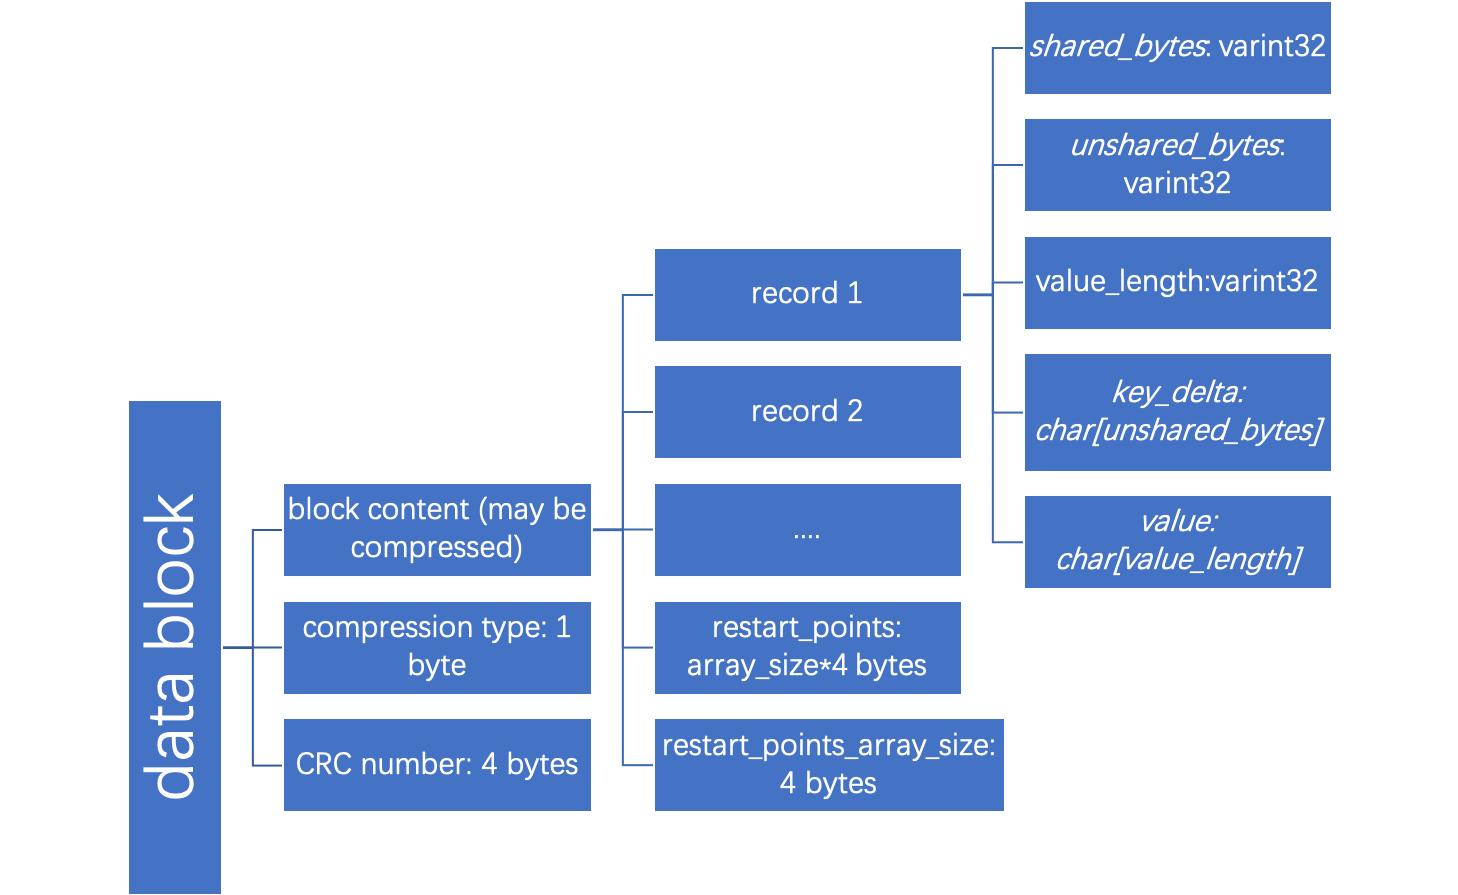 data block
block content (may be
compressed)
compression type: 1
byte
CRC number: 4 bytes
record 1
record 2
....
restart_points:
array_size*4 bytes
restart_points_array_size:
4 bytes
shared_bytes: varint32
unshared_bytes:
varint32
value_length:varint32
key_delta:
char[unshared_bytes]
value:
char[value_length]